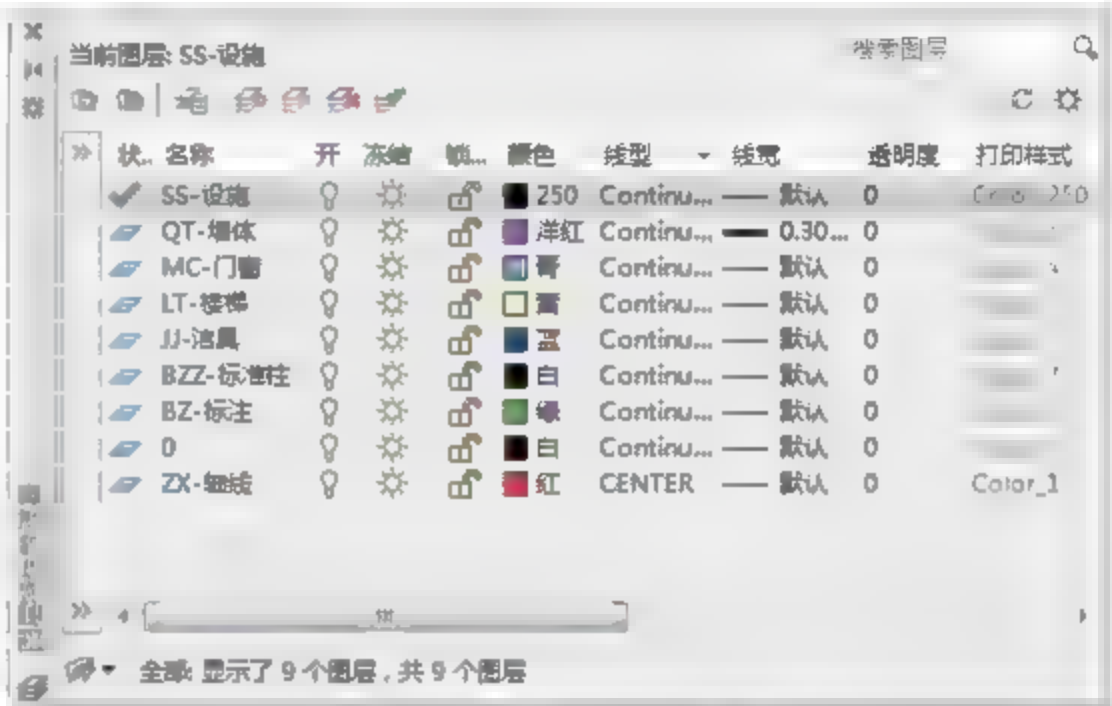 当前图层: SS-设施 搜索图层
状.. 名称 开 冻结 锁... 颜色 线型 线宽 透明度 打印样式
SS-设施 250 Continu... 默认 0
QT-墙体 洋红 Continu... 0.30... 0
MC-门窗 青 Continu... 默认 0
LT-楼梯 黄 Continu... 默认 0
JJ-洁具 蓝 Continu... 默认 0
BZZ-标准柱 白 Continu... 默认 0
BZ-标注 绿 Continu... 默认 0
0 白 Continu... 默认 0
ZX-轴线 红 CENTER 默认 0 Color_1
全部: 显示了 9 个图层 , 共 9 个图层